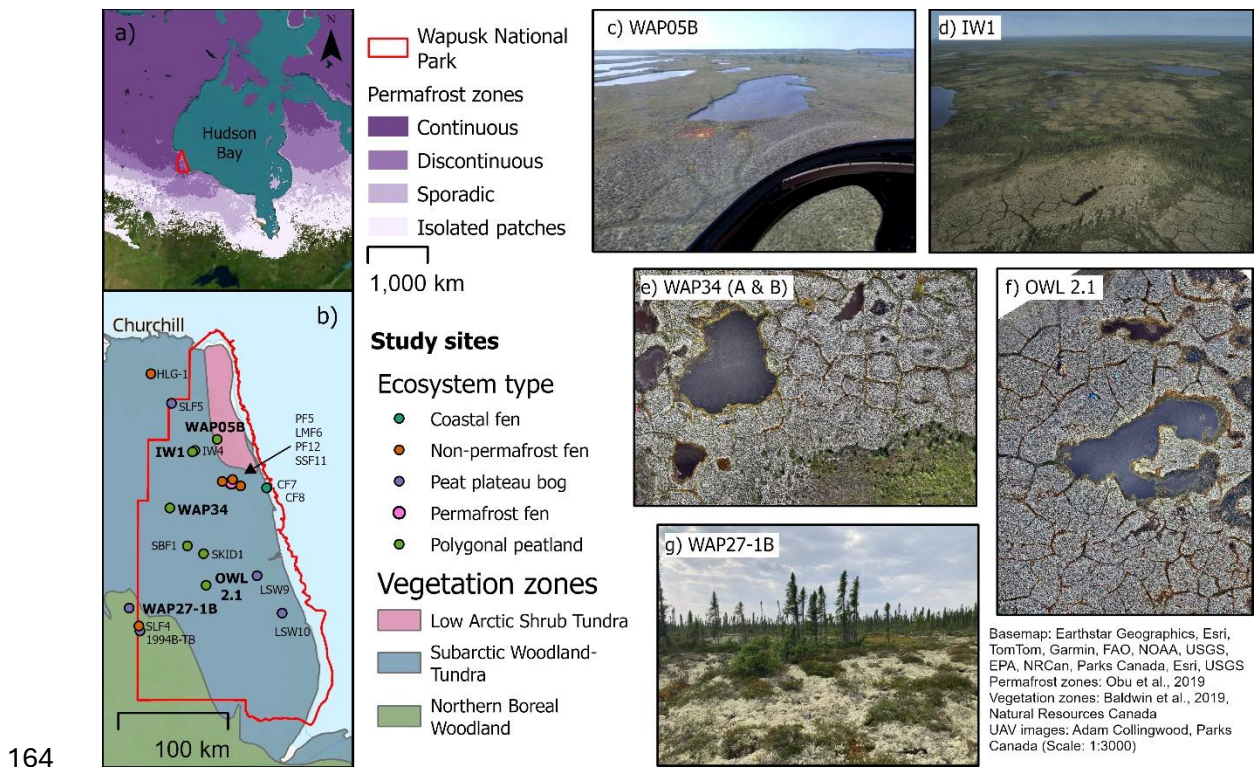 a)
N
Hudson
Bay
Wapusk National
Park
Permafrost zones
Continuous
Discontinuous
Sporadic
Isolated patches
1,000 km
b)
Churchill
HLG-1
SLF5
WAP05B
IW1
IW4
PF5
LMF6
PF12
SSF11
CF7
CF8
WAP34
SBF1
SKID1
OWL
2.1
LSW9
WAP27-1B
LSW10
SLF4
1994B-TB
100 km
Study sites
Ecosystem type
Coastal fen
Non-permafrost fen
Peat plateau bog
Permafrost fen
Polygonal peatland
Vegetation zones
Low Arctic Shrub Tundra
Subarctic Woodland-
Tundra
Northern Boreal
Woodland
c) WAP05B
d) IW1
e) WAP34 (A & B)
f) OWL 2.1
g) WAP27-1B
Basemap: Earthstar Geographics, Esri,
TomTom, Garmin, FAO, NOAA, USGS,
EPA, NRCan, Parks Canada, Esri, USGS
Permafrost zones: Obu et al., 2019
Vegetation zones: Baldwin et al., 2019,
Natural Resources Canada
UAV images: Adam Collingwood, Parks
Canada (Scale: 1:3000)
164